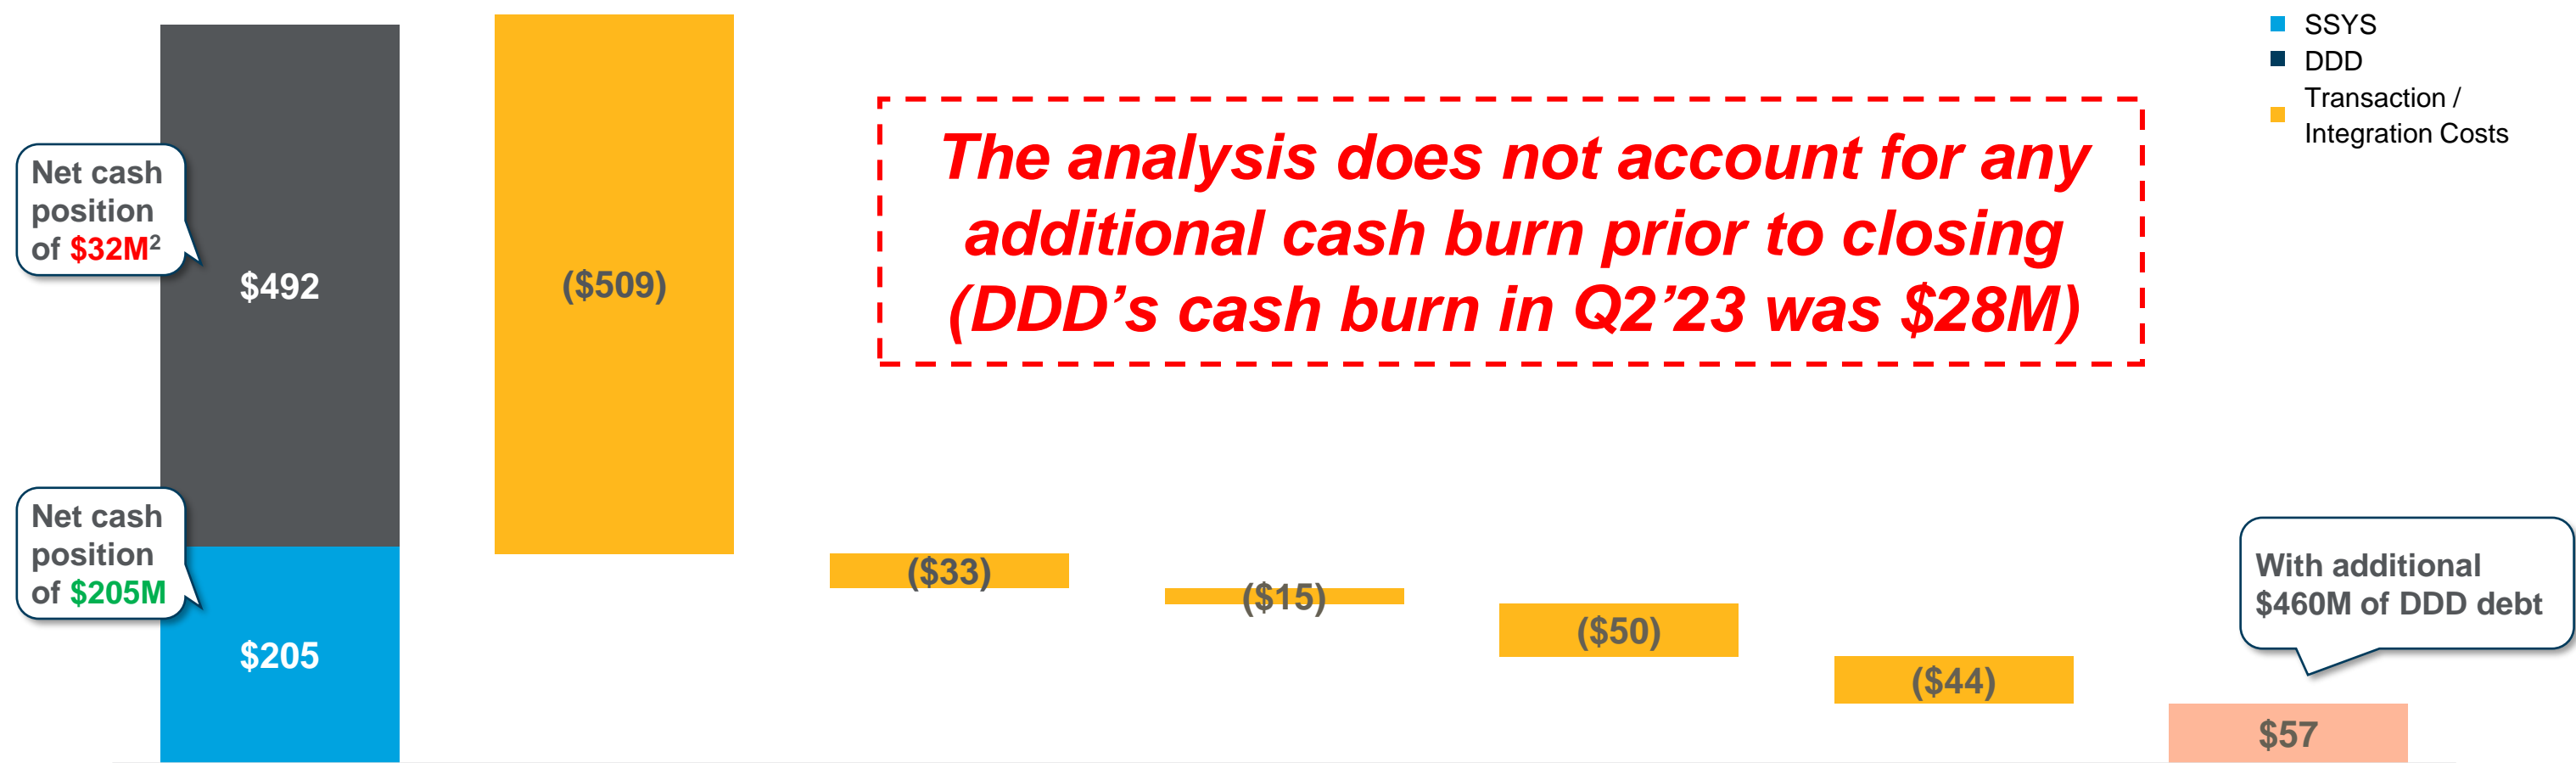 SSYS
DDD
Transaction /
Integration Costs
The analysis does not account for any
additional cash burn prior to closing
(DDD’s cash burn in Q2’23 was $28M)
Net cash
position
of $32M²
$492
($509)
Net cash
position
of $205M
$205
($33)
($15)
($50)
($44)
With additional
$460M of DDD debt
$57